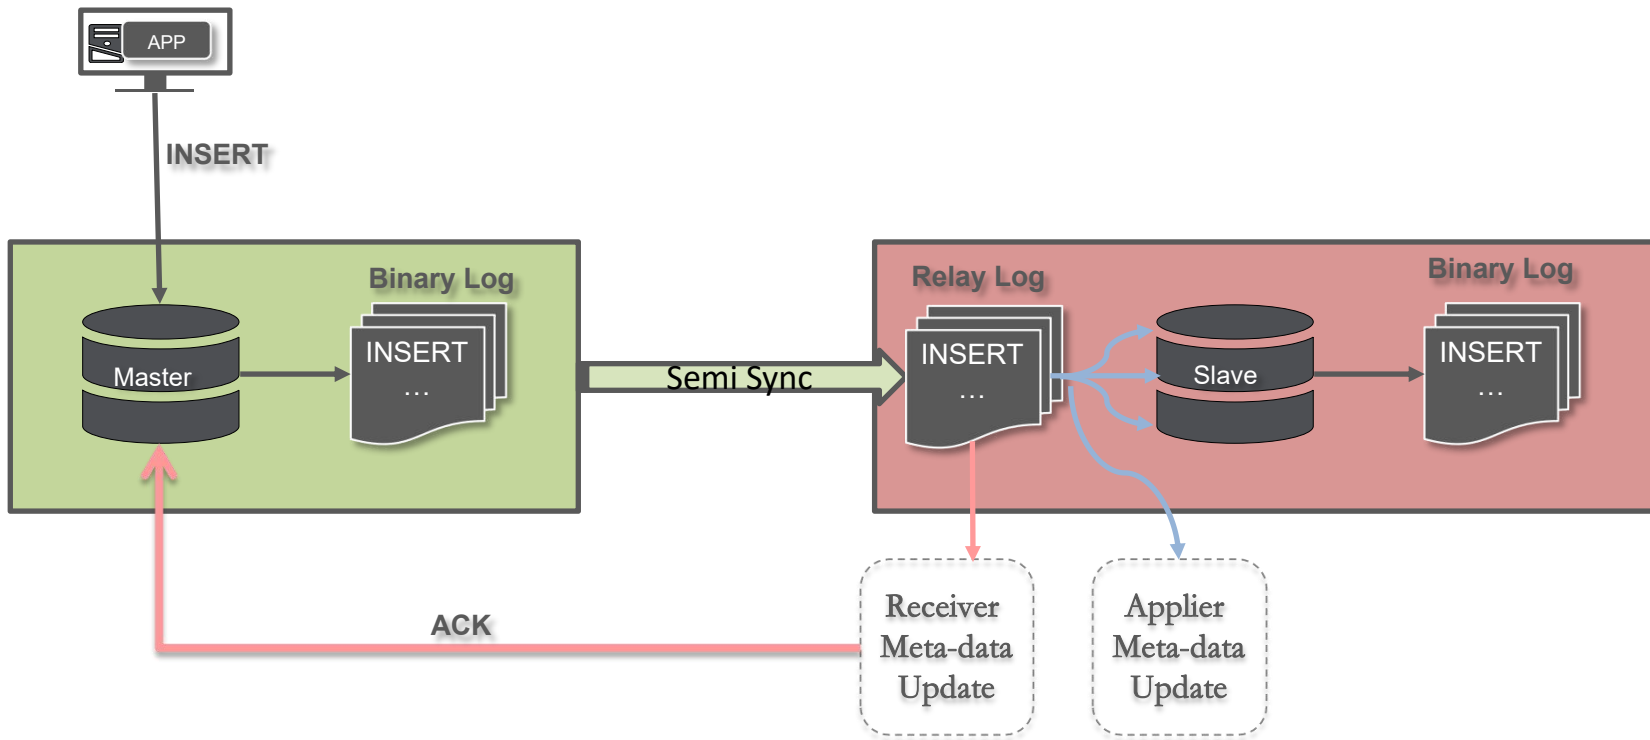 APP
INSERT
Binary Log
INSERT
...
Master
Semi Sync
Relay Log
INSERT
...
Slave
Binary Log
INSERT
...
ACK
Receiver
Meta-data
Update
Applier
Meta-data
Update